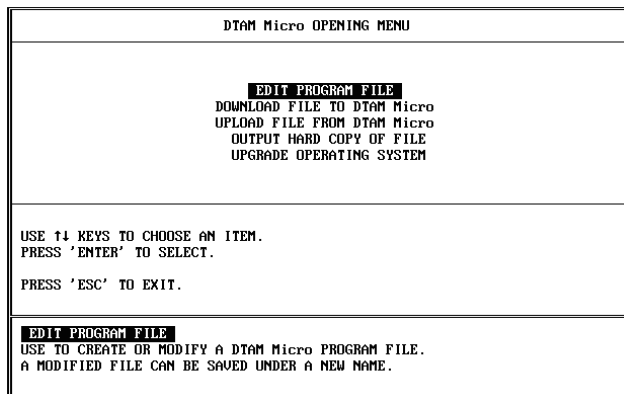 DTAM Micro OPENING MENU
EDIT PROGRAM FILE
DOWNLOAD FILE TO DTAM Micro
UPLOAD FILE FROM DTAM Micro
OUTPUT HARD COPY OF FILE
UPGRADE OPERATING SYSTEM
USE ↑↓ KEYS TO CHOOSE AN ITEM.
PRESS 'ENTER' TO SELECT.
PRESS 'ESC' TO EXIT.
EDIT PROGRAM FILE
USE TO CREATE OR MODIFY A DTAM Micro PROGRAM FILE.
A MODIFIED FILE CAN BE SAVED UNDER A NEW NAME.